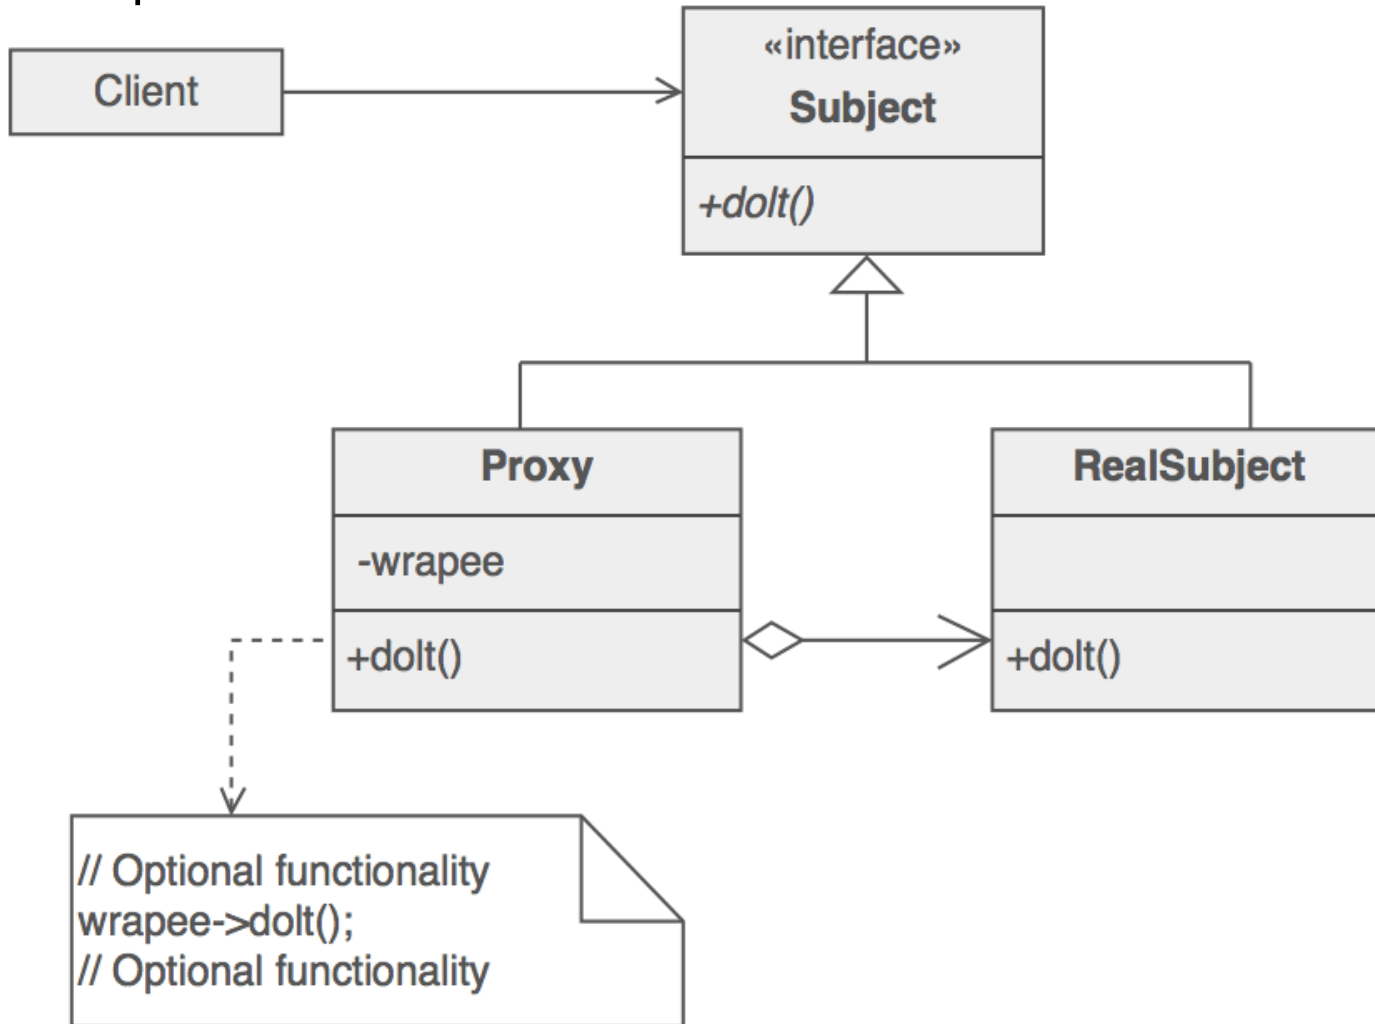 Client
«interface»
Subject
+doIt()
Proxy
-wrapee
+doIt()
RealSubject
+doIt()
// Optional functionality
wrapee->doIt();
// Optional functionality